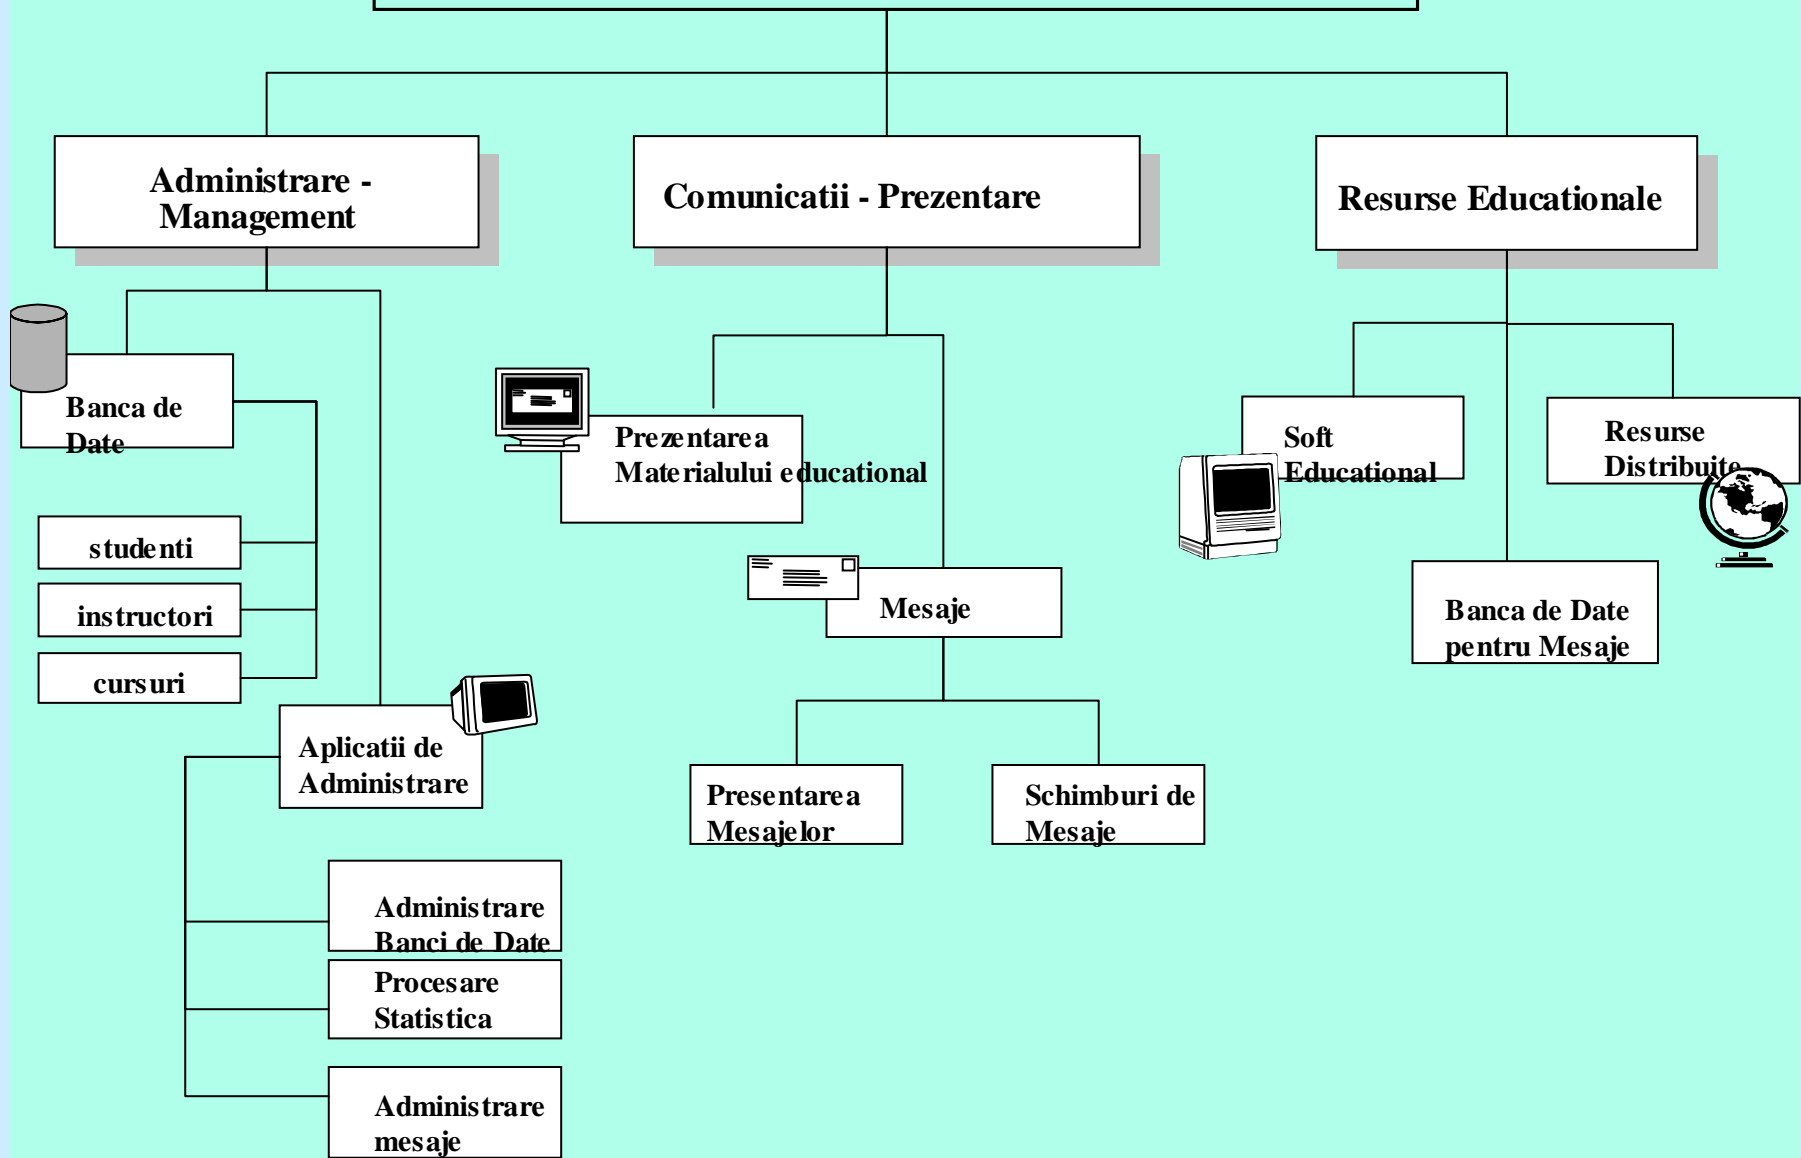 Administrare -
Management
Comunicatii - Prezentare
Resurse Educationale
Banca de
Date
Prezentarea
Materialului educational
Soft
Educational
Resurse
Distribuite
studenti
instructori
cursuri
Mesaje
Banca de Date
pentru Mesaje
Aplicatii de
Administrare
Presentarea
Mesajelor
Schimburi de
Mesaje
Administrare
Banci de Date
Procesare
Statistica
Administrare
mesaje